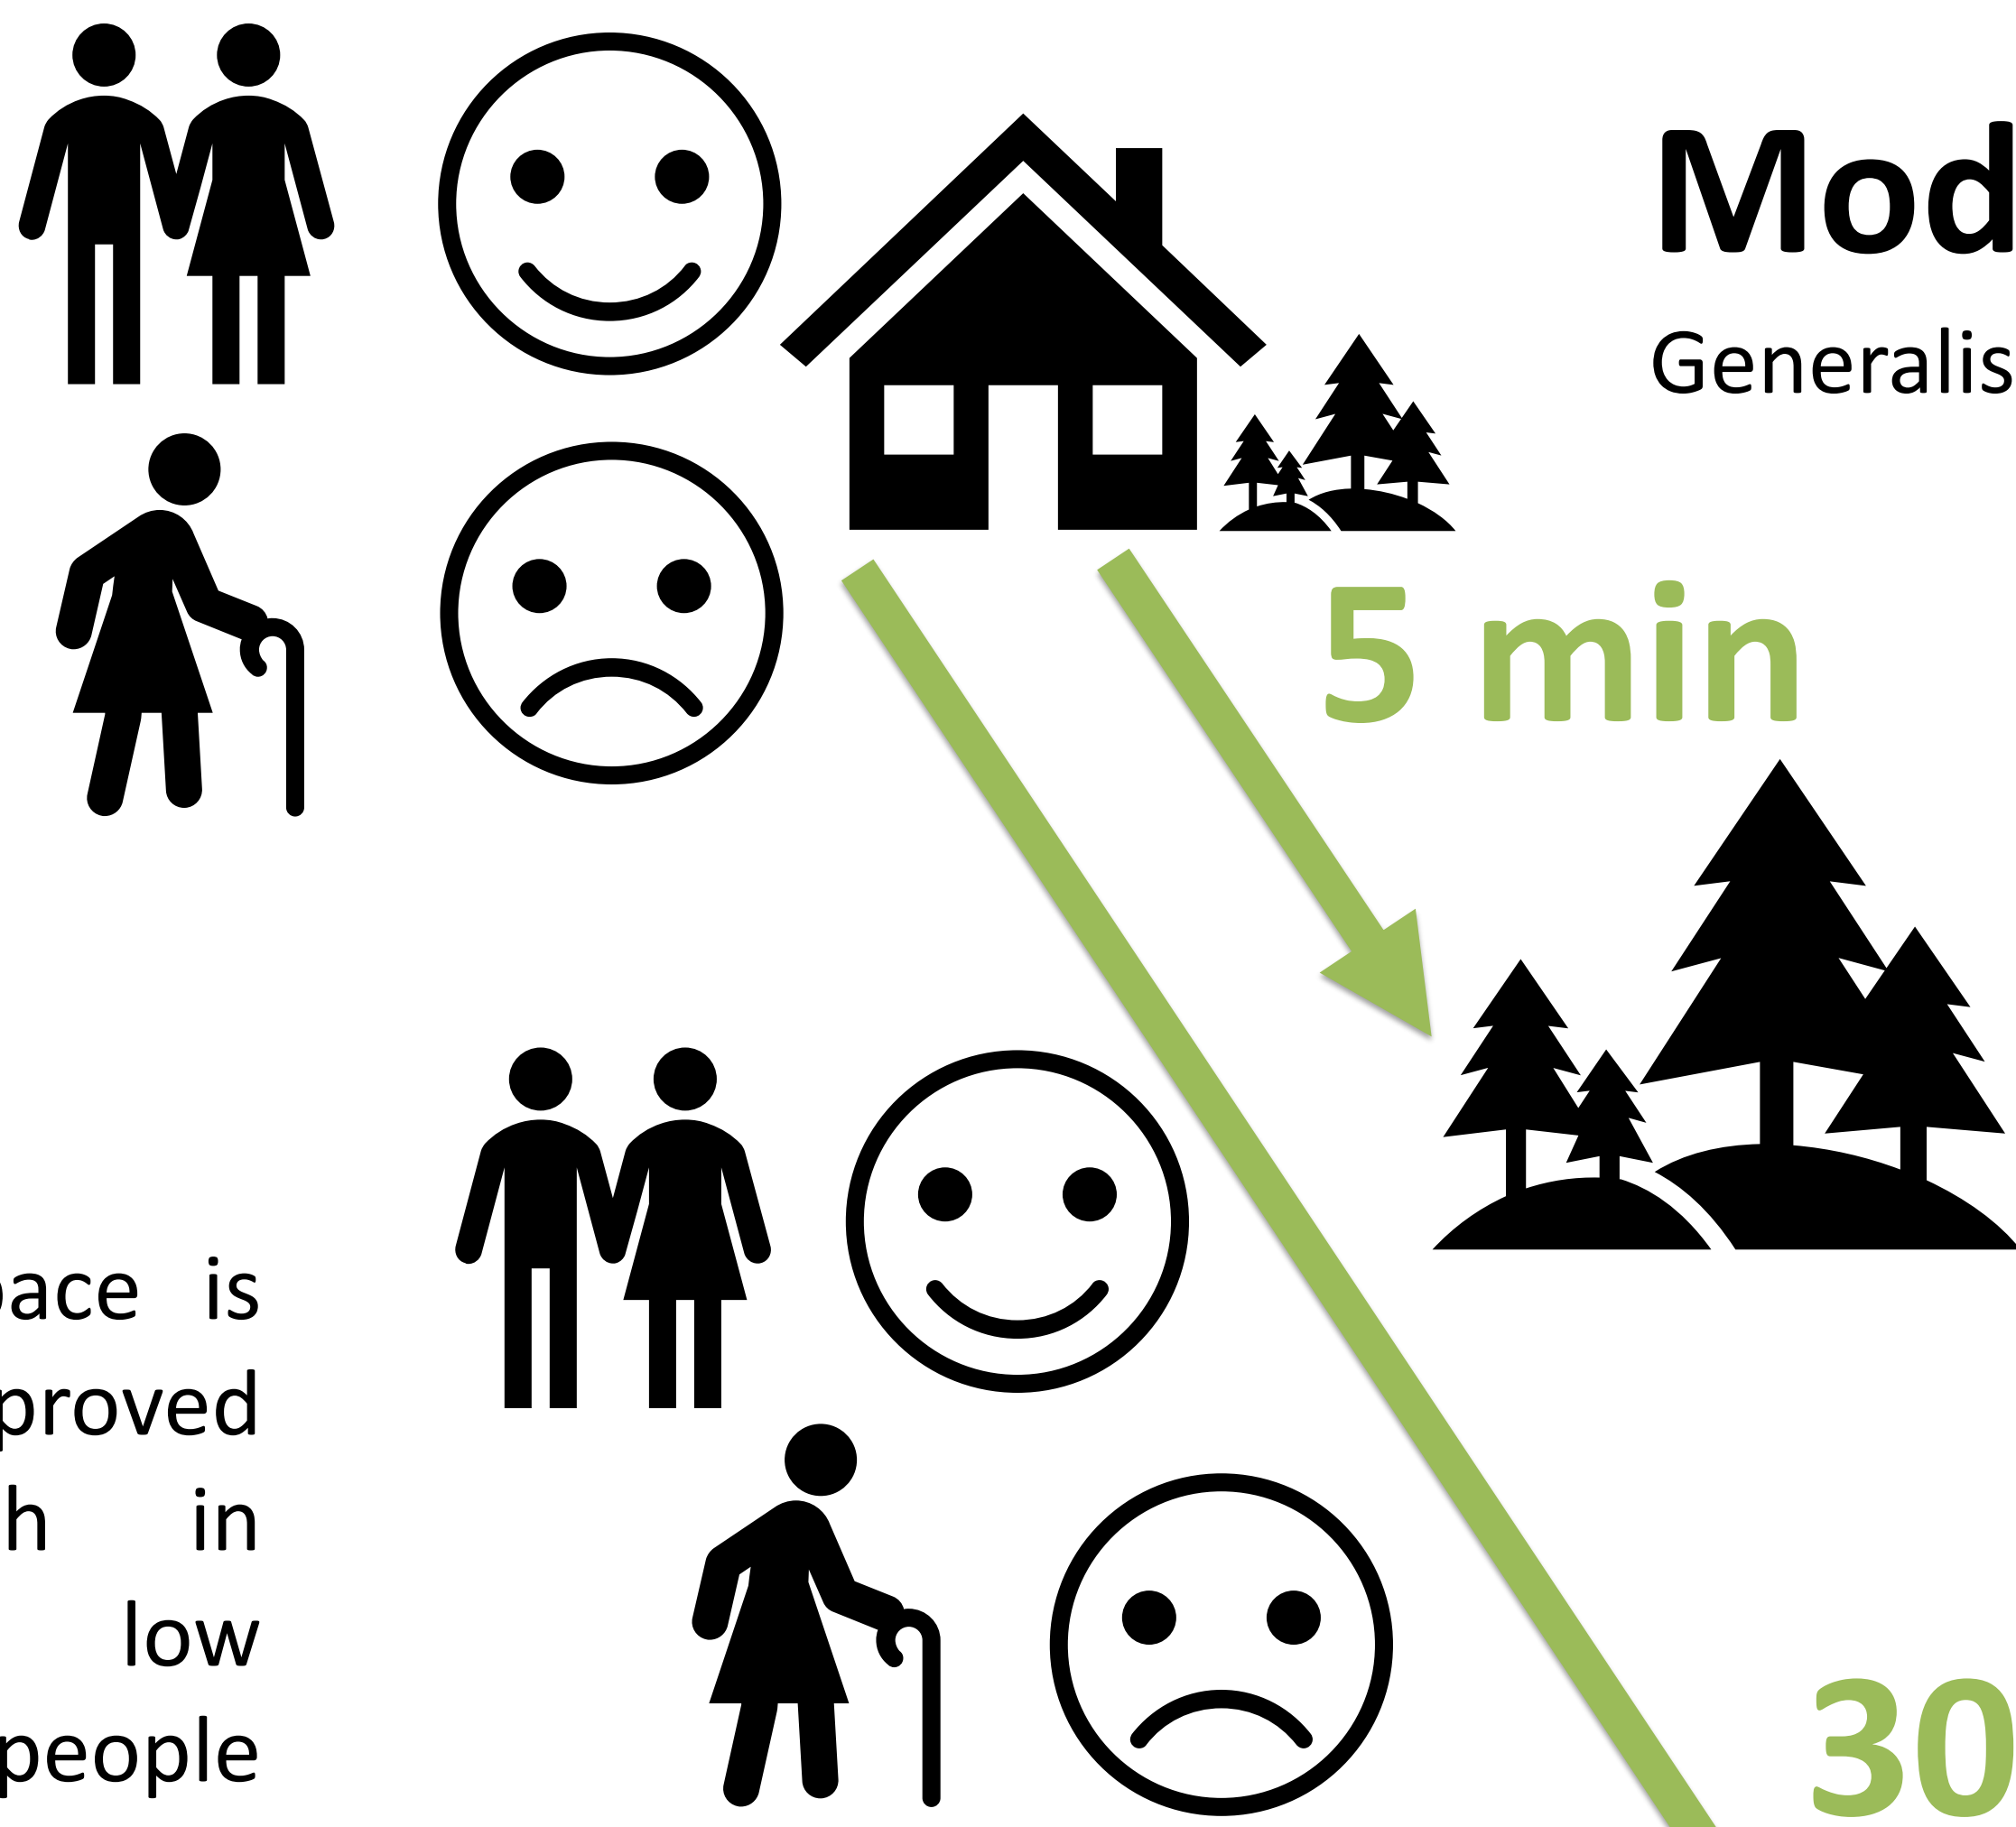 Mod
Generalis
5 min
ace is
proved
h in
low
people
30